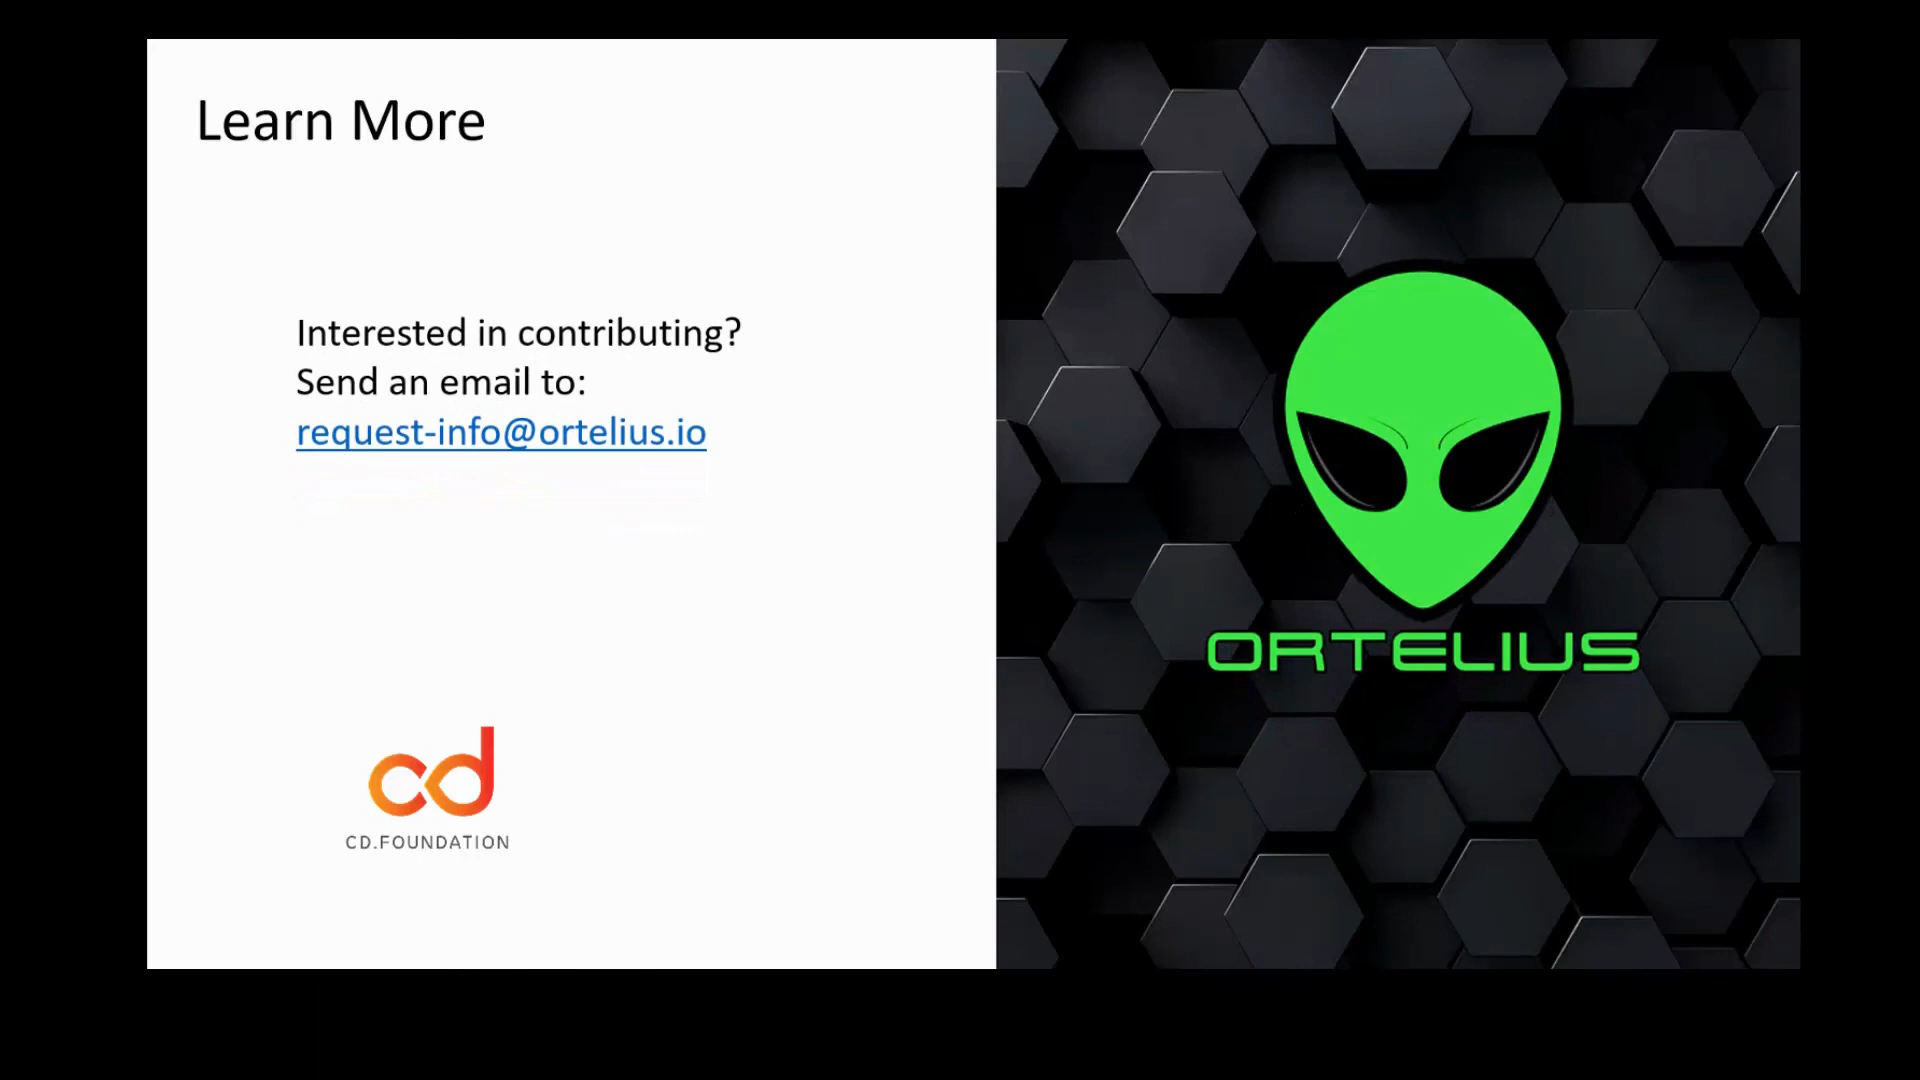 Learn More
Interested in contributing?
Send an email to:
request-info@ortelius.io
cd
CD.FOUNDATION
ORTELIUS